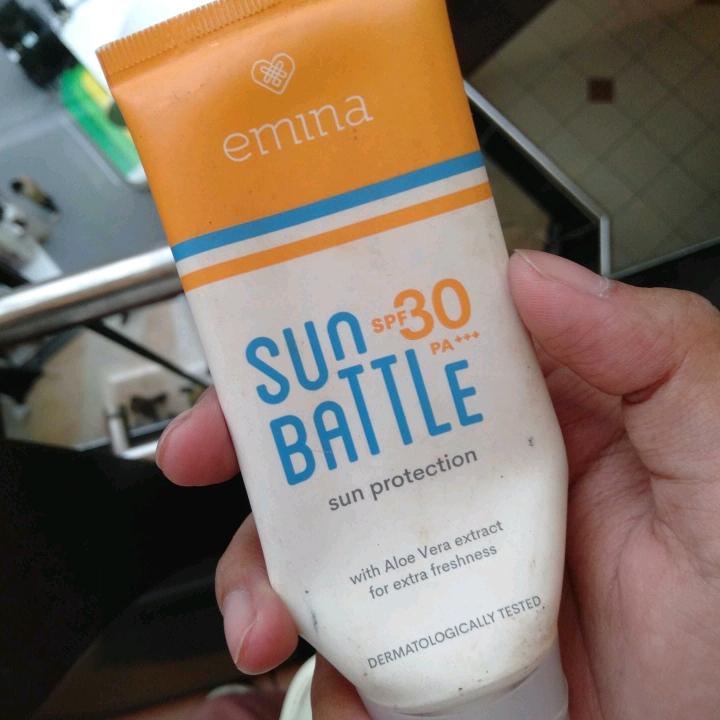 emina
SUN SPF30
PA+++
BATTLE
sun protection
with Aloe Vera extract
for extra freshness
DERMATOLOGICALLY TESTED